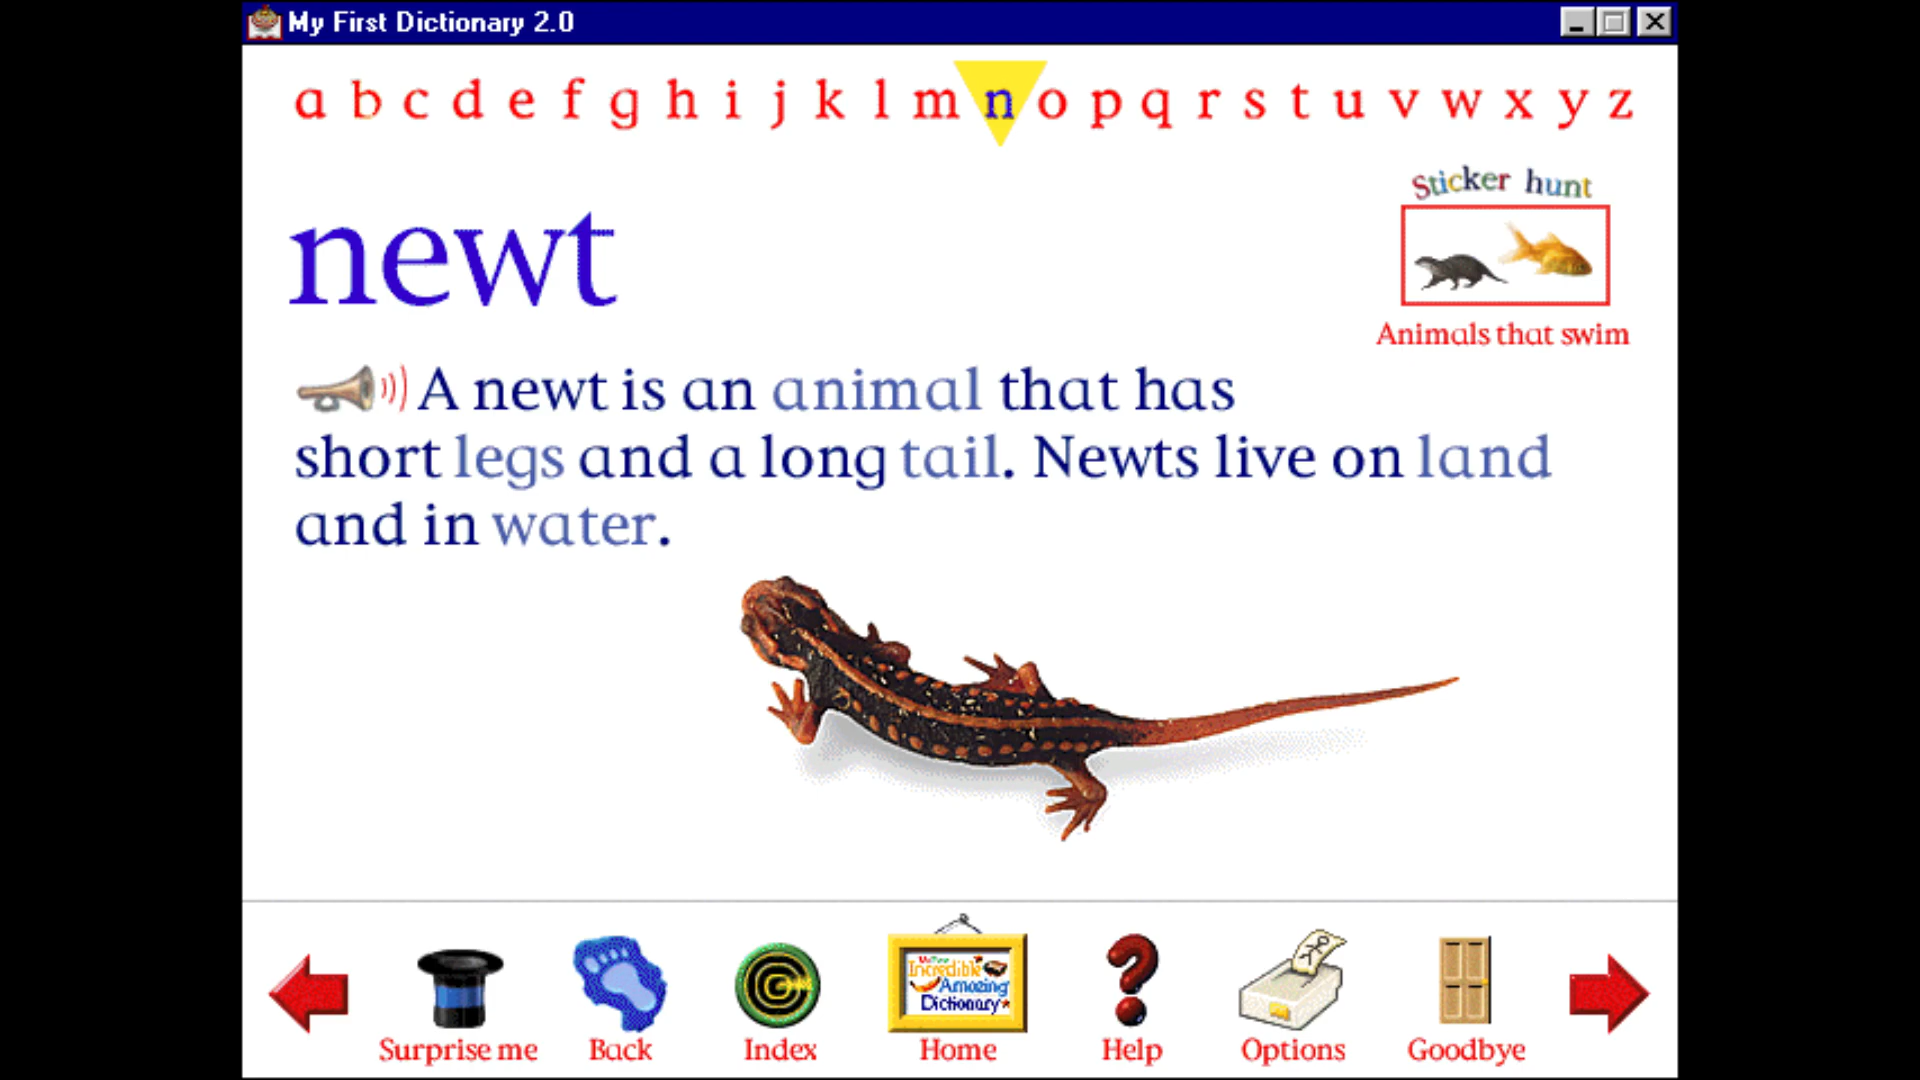 My First Dictionary 2.0
a b c d e f g h i j k l m n o p q r s t u v w x y z
Sticker hunt
newt
Animals that swim
A newt is an animal that has
short legs and a long tail. Newts live on land
and in water.
My First
Incredible
Amazing
Dictionary
Surprise me
Back
Index
Home
Help
Options
Goodbye